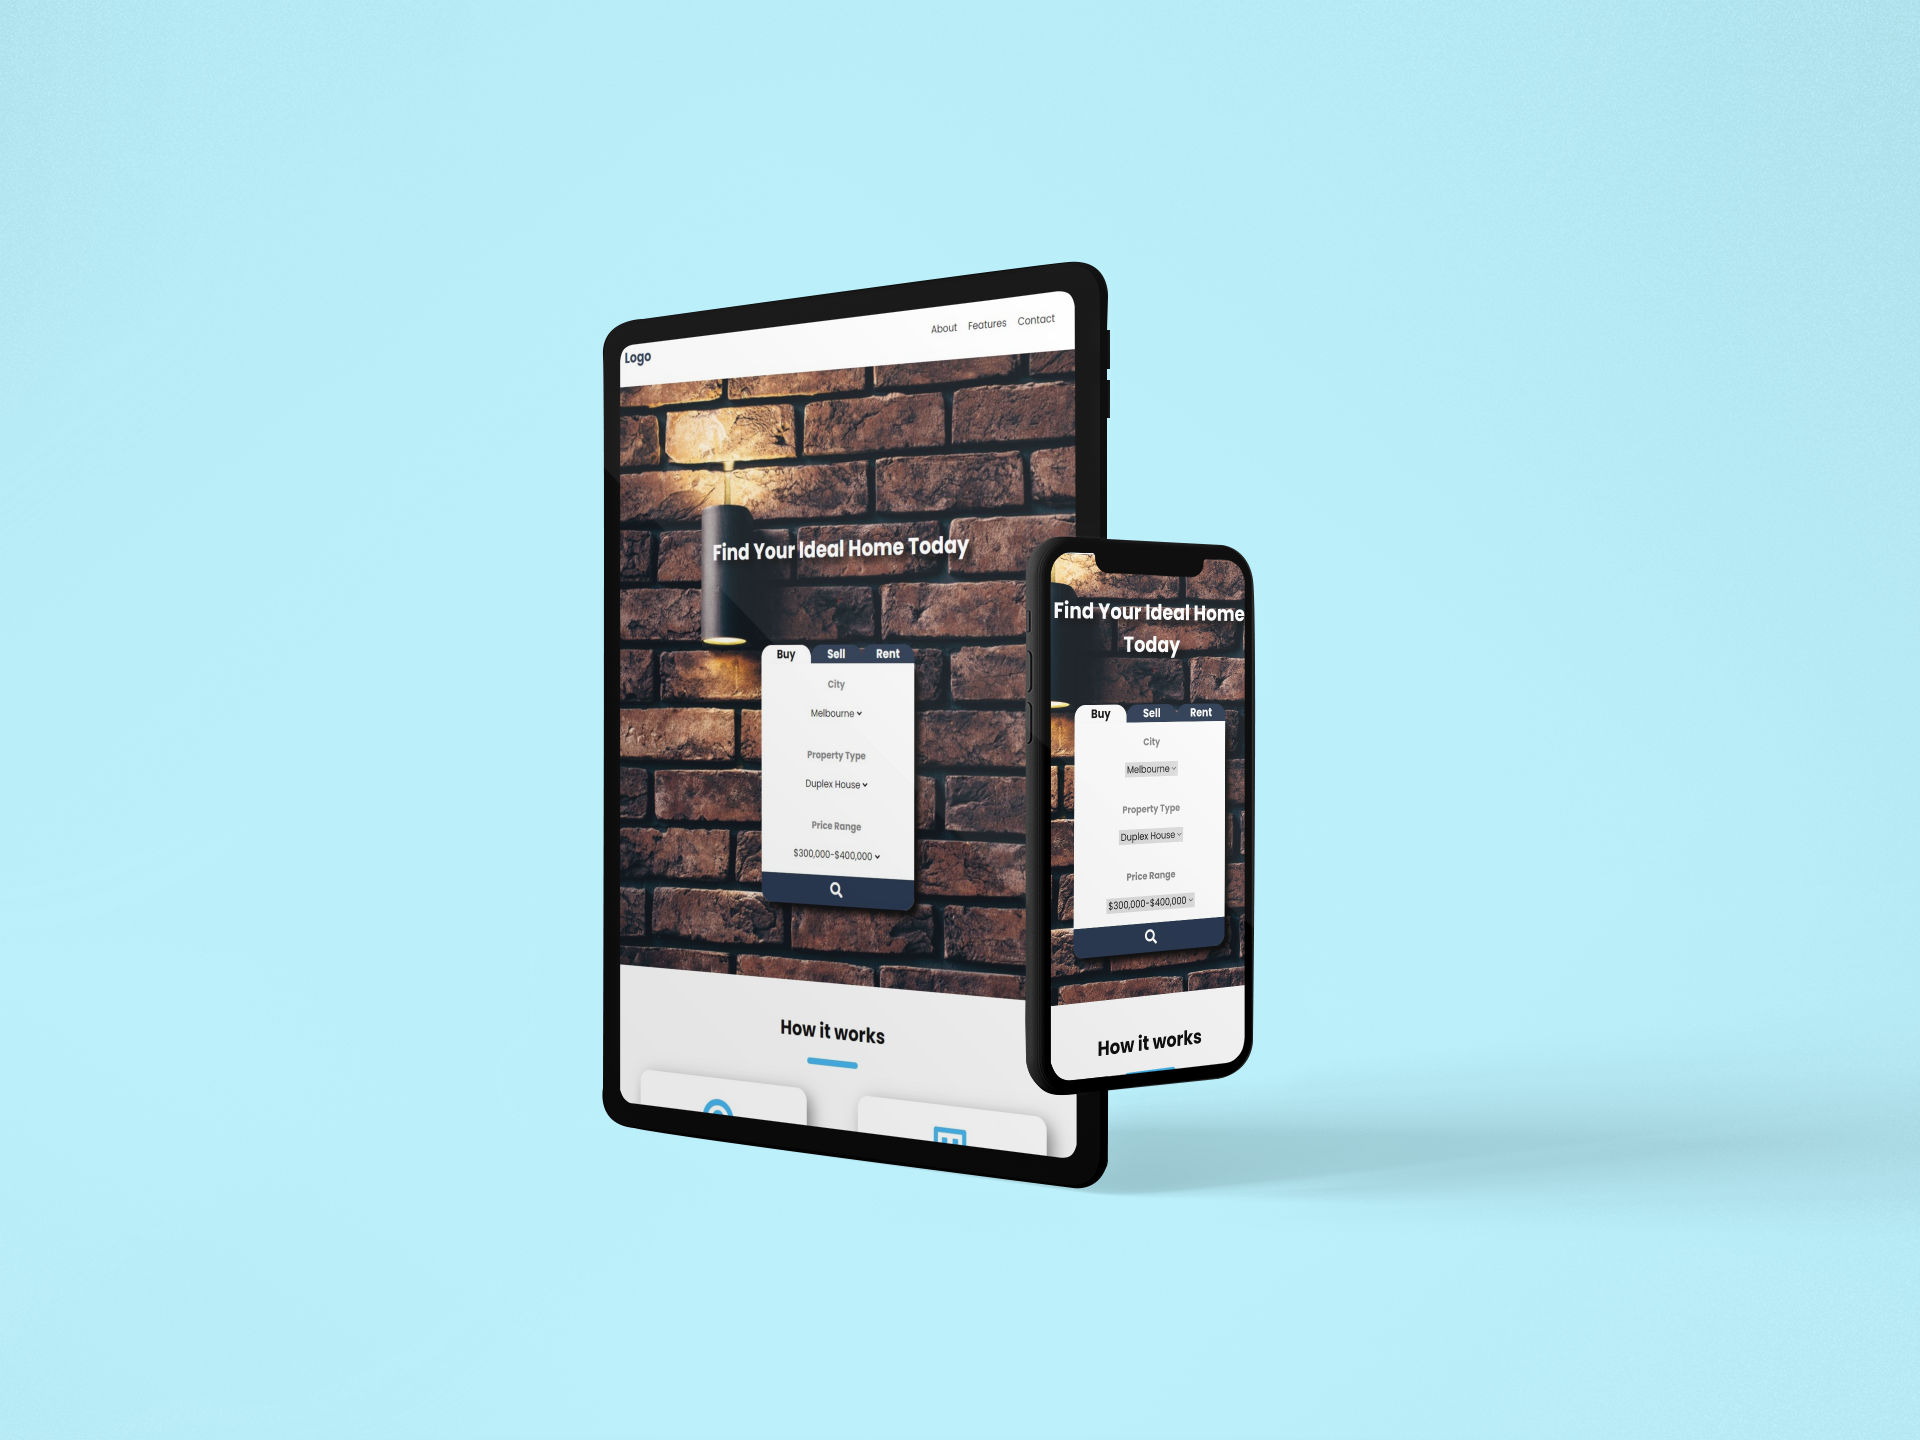 Logo
About Features Contact
Find Your Ideal Home Today
Buy Sell Rent
City
Melbourne
Property Type
Duplex House
Price Range
$300,000-$400,000
How it works
Find Your Ideal Home
Today
Buy Sell Rent
City
Melbourne
Property Type
Duplex House
Price Range
$300,000-$400,000
How it works